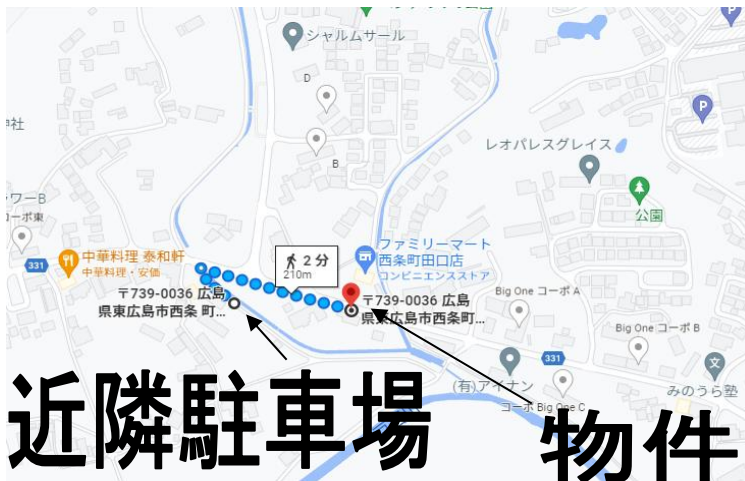 シャルムサール
D
P
B
P
レオパレスグレイス
公園
331
中華料理 泰和軒
中華料理・安価
2 分
210m
ファミリーマート
西条町田口店
コンビニエンスストア
〒739-0036 広島
県東広島市西条 町...
〒739-0036 広島
県東広島市西条町...
Big One コーポ A
Big One コーポ B
331
(有)アイナン
コーポ Big One C
文
みのうら塾
近隣駐車場
物件